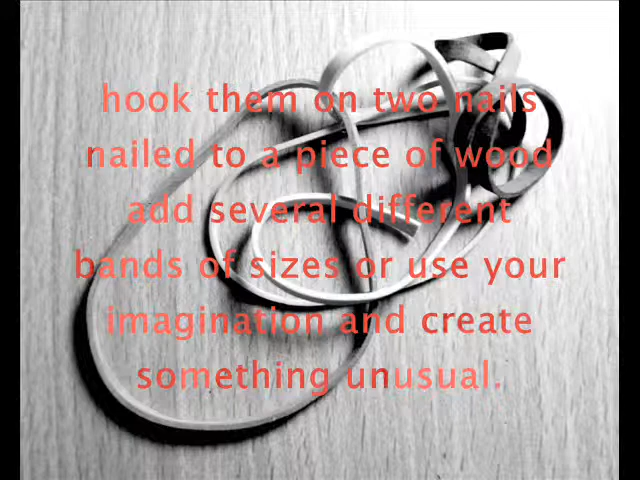 hook them on two nails
nailed to a piece of wood
add several different
bands of sizes or use your
imagination and create
something unusual.